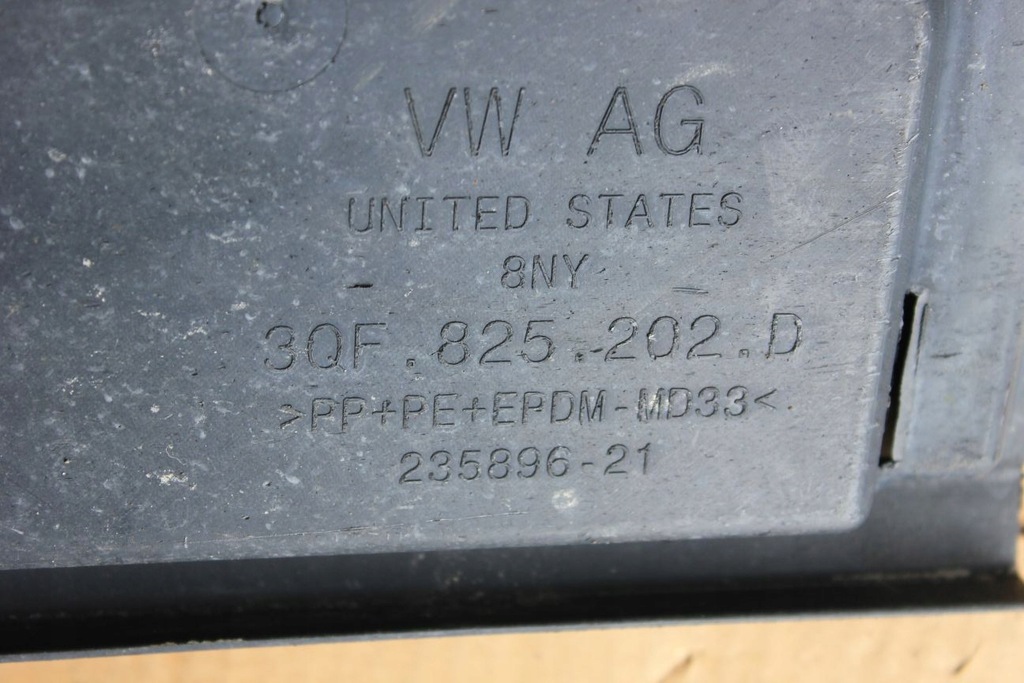 VW AG
UNITED STATES
8NY
3QF.825.202.D
>PP+PE+EPDM-MD33<
235896-21